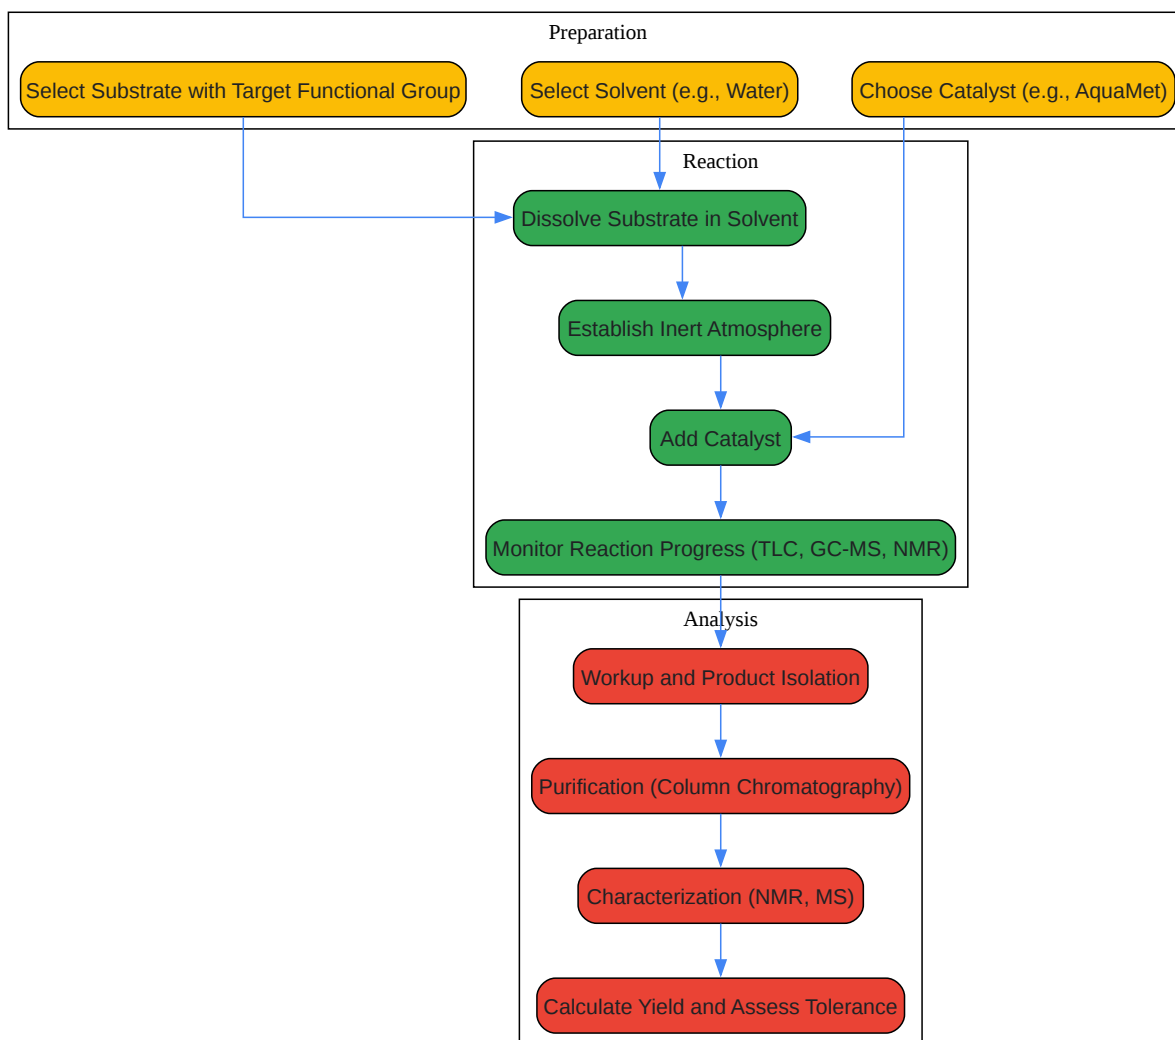 Preparation
Select Substrate with Target Functional Group
Select Solvent (e.g., Water)
Choose Catalyst (e.g., AquaMet)
Reaction
Dissolve Substrate in Solvent
Establish Inert Atmosphere
Add Catalyst
Monitor Reaction Progress (TLC, GC-MS, NMR)
Analysis
Workup and Product Isolation
Purification (Column Chromatography)
Characterization (NMR, MS)
Calculate Yield and Assess Tolerance